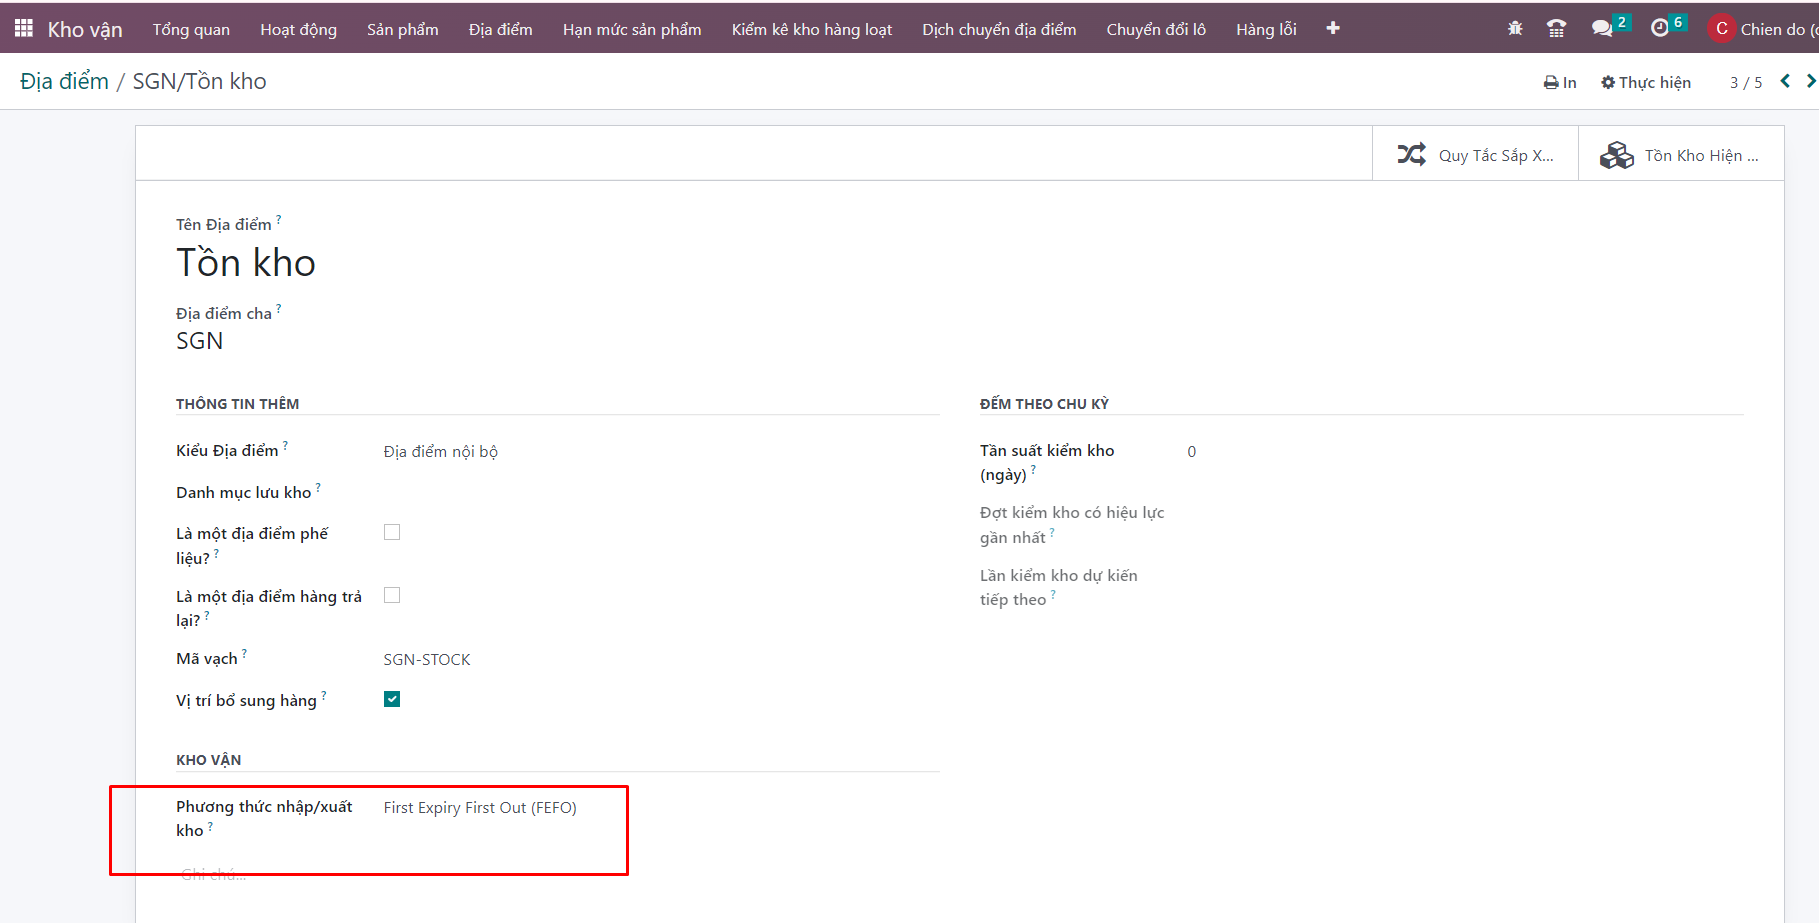 Kho vận Tổng quan Hoạt động Sản phẩm Địa điểm Hạn mức sản phẩm Kiểm kê kho hàng loạt Dịch chuyển địa điểm Chuyển đổi lô Hàng lỗi + 2 6 C Chien do
Địa điểm / SGN/Tồn kho In Thực hiện 3 / 5
Quy Tắc Sắp X... Tồn Kho Hiện ...
Tên Địa điểm ?
Tồn kho
Địa điểm cha ?
SGN
THÔNG TIN THÊM
Kiểu Địa điểm ? Địa điểm nội bộ
Danh mục lưu kho ?
Là một địa điểm phế
liệu? ?
Là một địa điểm hàng trả
lại? ?
Mã vạch ? SGN-STOCK
Vị trí bổ sung hàng ?
ĐẾM THEO CHU KỲ
Tần suất kiểm kho 0
(ngày) ?
Đợt kiểm kho có hiệu lực
gần nhất ?
Lần kiểm kho dự kiến
tiếp theo ?
KHO VẬN
Phương thức nhập/xuất First Expiry First Out (FEFO)
kho ?
Ghi chú...